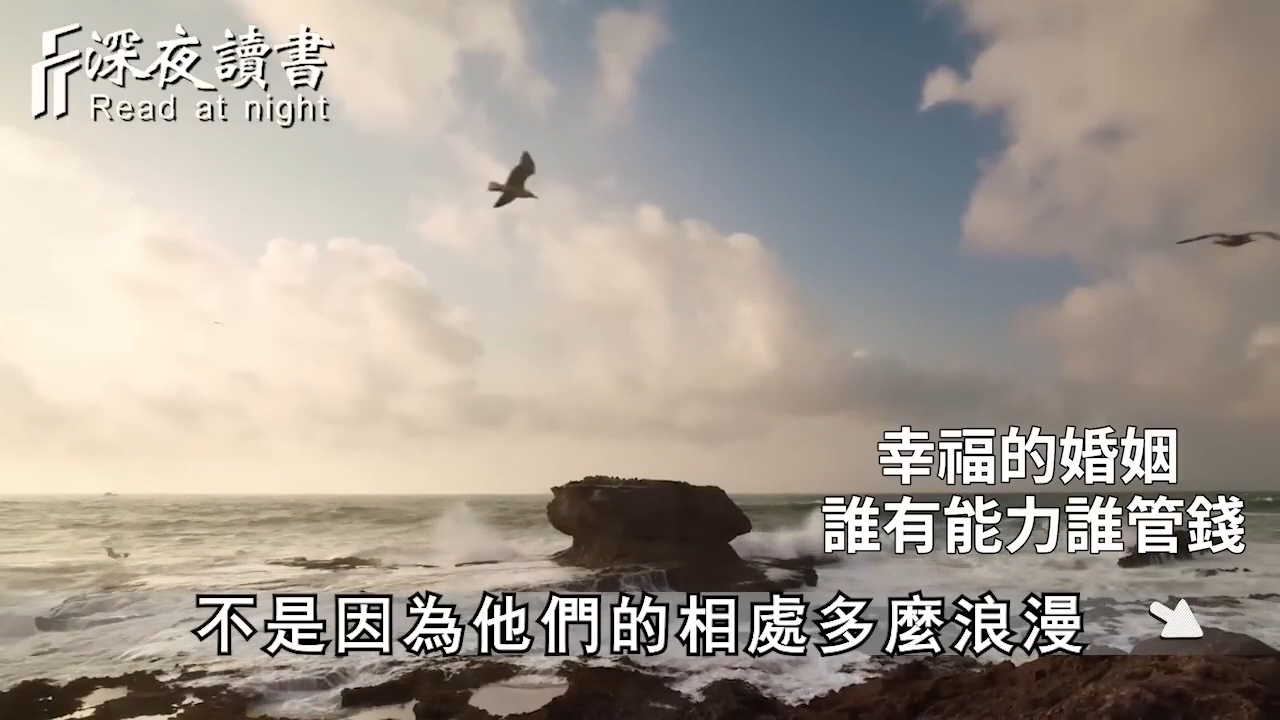 深夜讀書
Read at night
幸福的婚姻
誰有能力誰管錢
不是因為他們的相處多麼浪漫